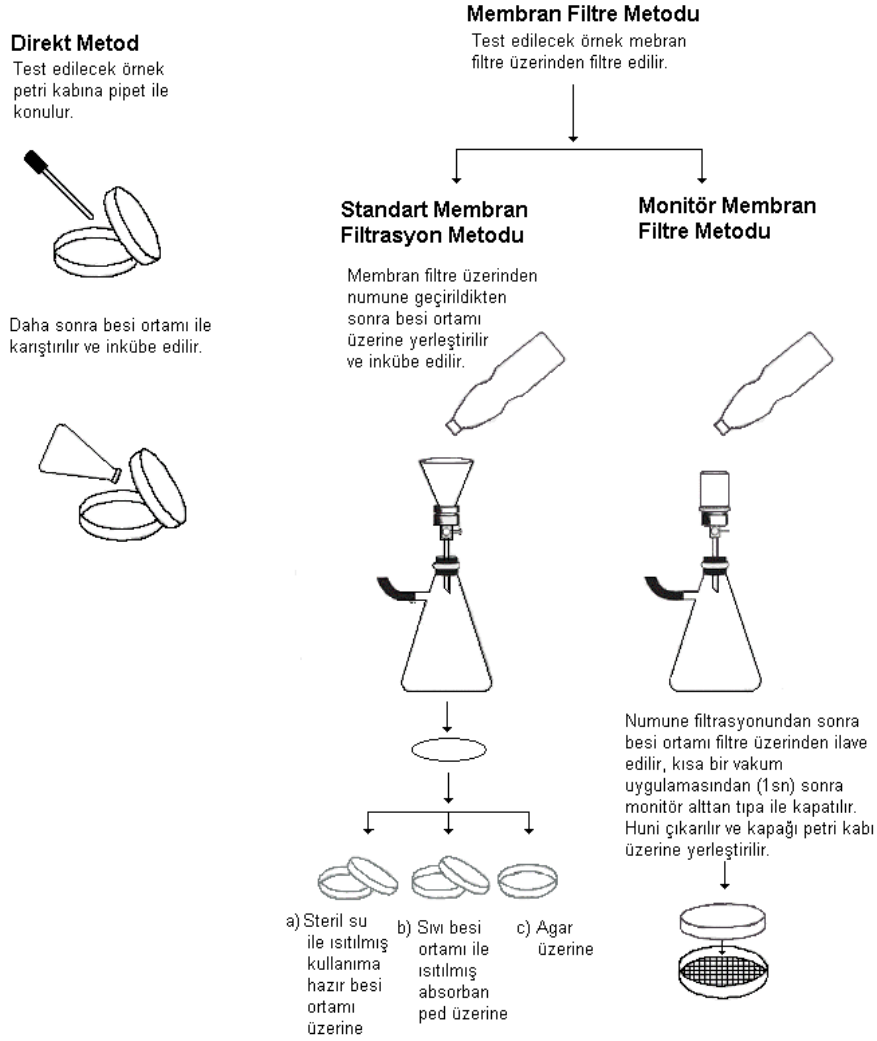 Direkt Metod
Test edilecek örnek
petri kabına pipet ile
konulur.
Daha sonra besi ortamı ile
karıştırılır ve inkübe edilir.
Membran Filtre Metodu
Test edilecek örnek mebran
filtre üzerinden filtre edilir.
Standart Membran
Filtrasyon Metodu
Membran filtre üzerinden
numune geçirildikten
sonra besi ortamı
üzerine yerleştirilir
ve inkübe edilir.
a) Steril su
ile ısıtılmış
kullanıma
hazır besi
ortamı
üzerine
b) Sıvı besi
ortamı ile
ısıtılmış
absorban
ped üzerine
c) Agar
üzerine
Monitör Membran
Filtre Metodu
Numune filtrasyonundan sonra
besi ortamı filtre üzerinden ilave
edilir, kısa bir vakum
uygulamasından (1sn) sonra
monitör alttan tıpa ile kapatılır.
Huni çıkarılır ve kapağı petri kabı
üzerine yerleştirilir.